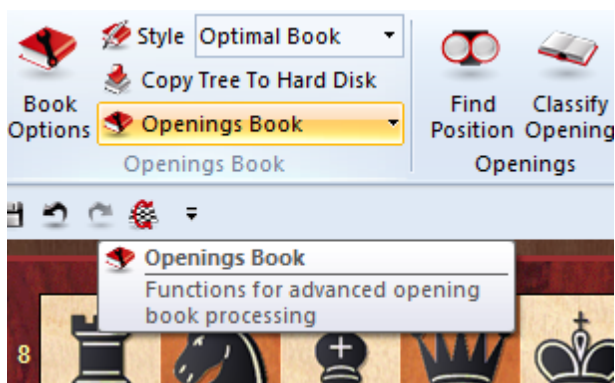 Style Optimal Book
Copy Tree To Hard Disk
Book
Options
Openings Book
Openings Book
Find
Position
Classify
Opening
Openings
Openings Book
Functions for advanced opening
book processing
8